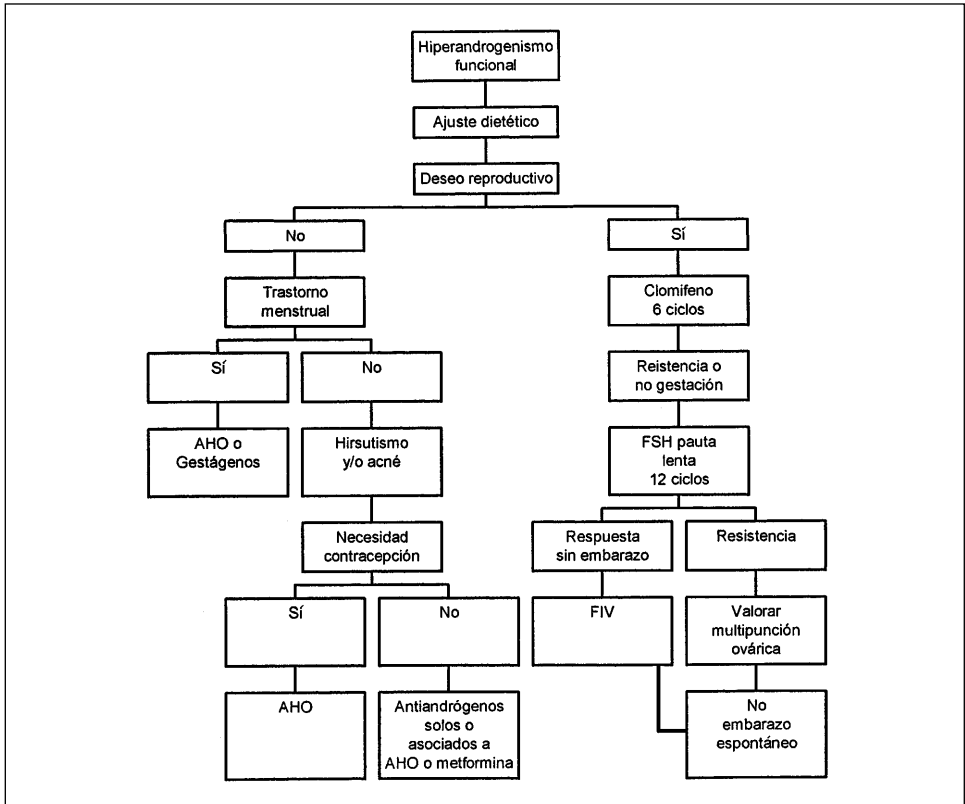 Hiperandrogenismo
funcional
Ajuste dietético
Deseo reproductivo
No
Sí
Trastorno
menstrual
Clomifeno
6 ciclos
Sí
No
Reistencia o
no gestación
AHO o
Gestágenos
Hirsutismo
y/o acné
FSH pauta
lenta
12 ciclos
Necesidad
contracepción
Respuesta
sin embarazo
Resistencia
Sí
No
FIV
Valorar
multipunción
ovárica
AHO
Antiandrógenos
solos o
asociados a
AHO o metformina
No
embarazo
espontáneo